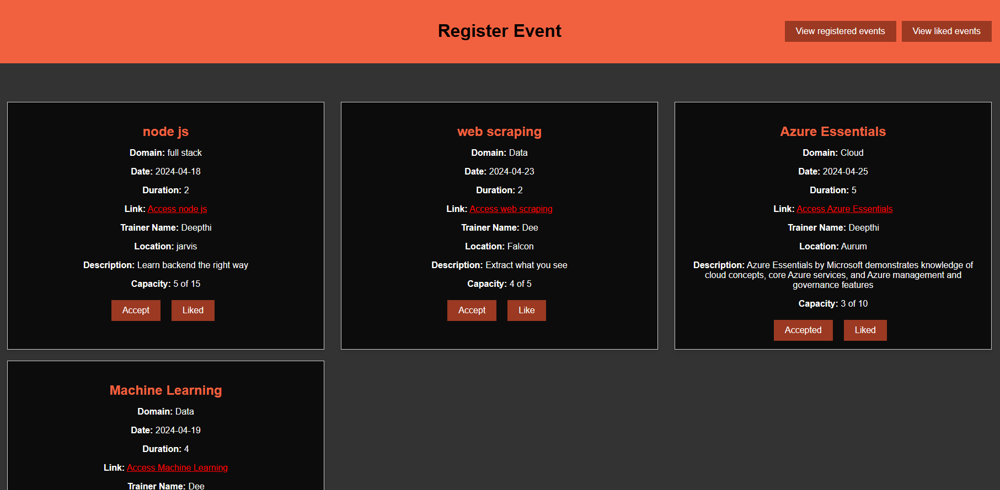 Register Event
View registered events
View liked events
node js
Domain: full stack
Date: 2024-04-18
Duration: 2
Link: Access node js
Trainer Name: Deepthi
Location: jarvis
Description: Learn backend the right way
Capacity: 5 of 15
Accept
Liked
web scraping
Domain: Data
Date: 2024-04-23
Duration: 2
Link: Access web scraping
Trainer Name: Dee
Location: Falcon
Description: Extract what you see
Capacity: 4 of 5
Accept
Like
Azure Essentials
Domain: Cloud
Date: 2024-04-25
Duration: 5
Link: Access Azure Essentials
Trainer Name: Deepthi
Location: Aurum
Description: Azure Essentials by Microsoft demonstrates knowledge of
cloud concepts, core Azure services, and Azure management and
governance features
Capacity: 3 of 10
Accepted
Liked
Machine Learning
Domain: Data
Date: 2024-04-19
Duration: 4
Link: Access Machine Learning
Trainer Name: Dee